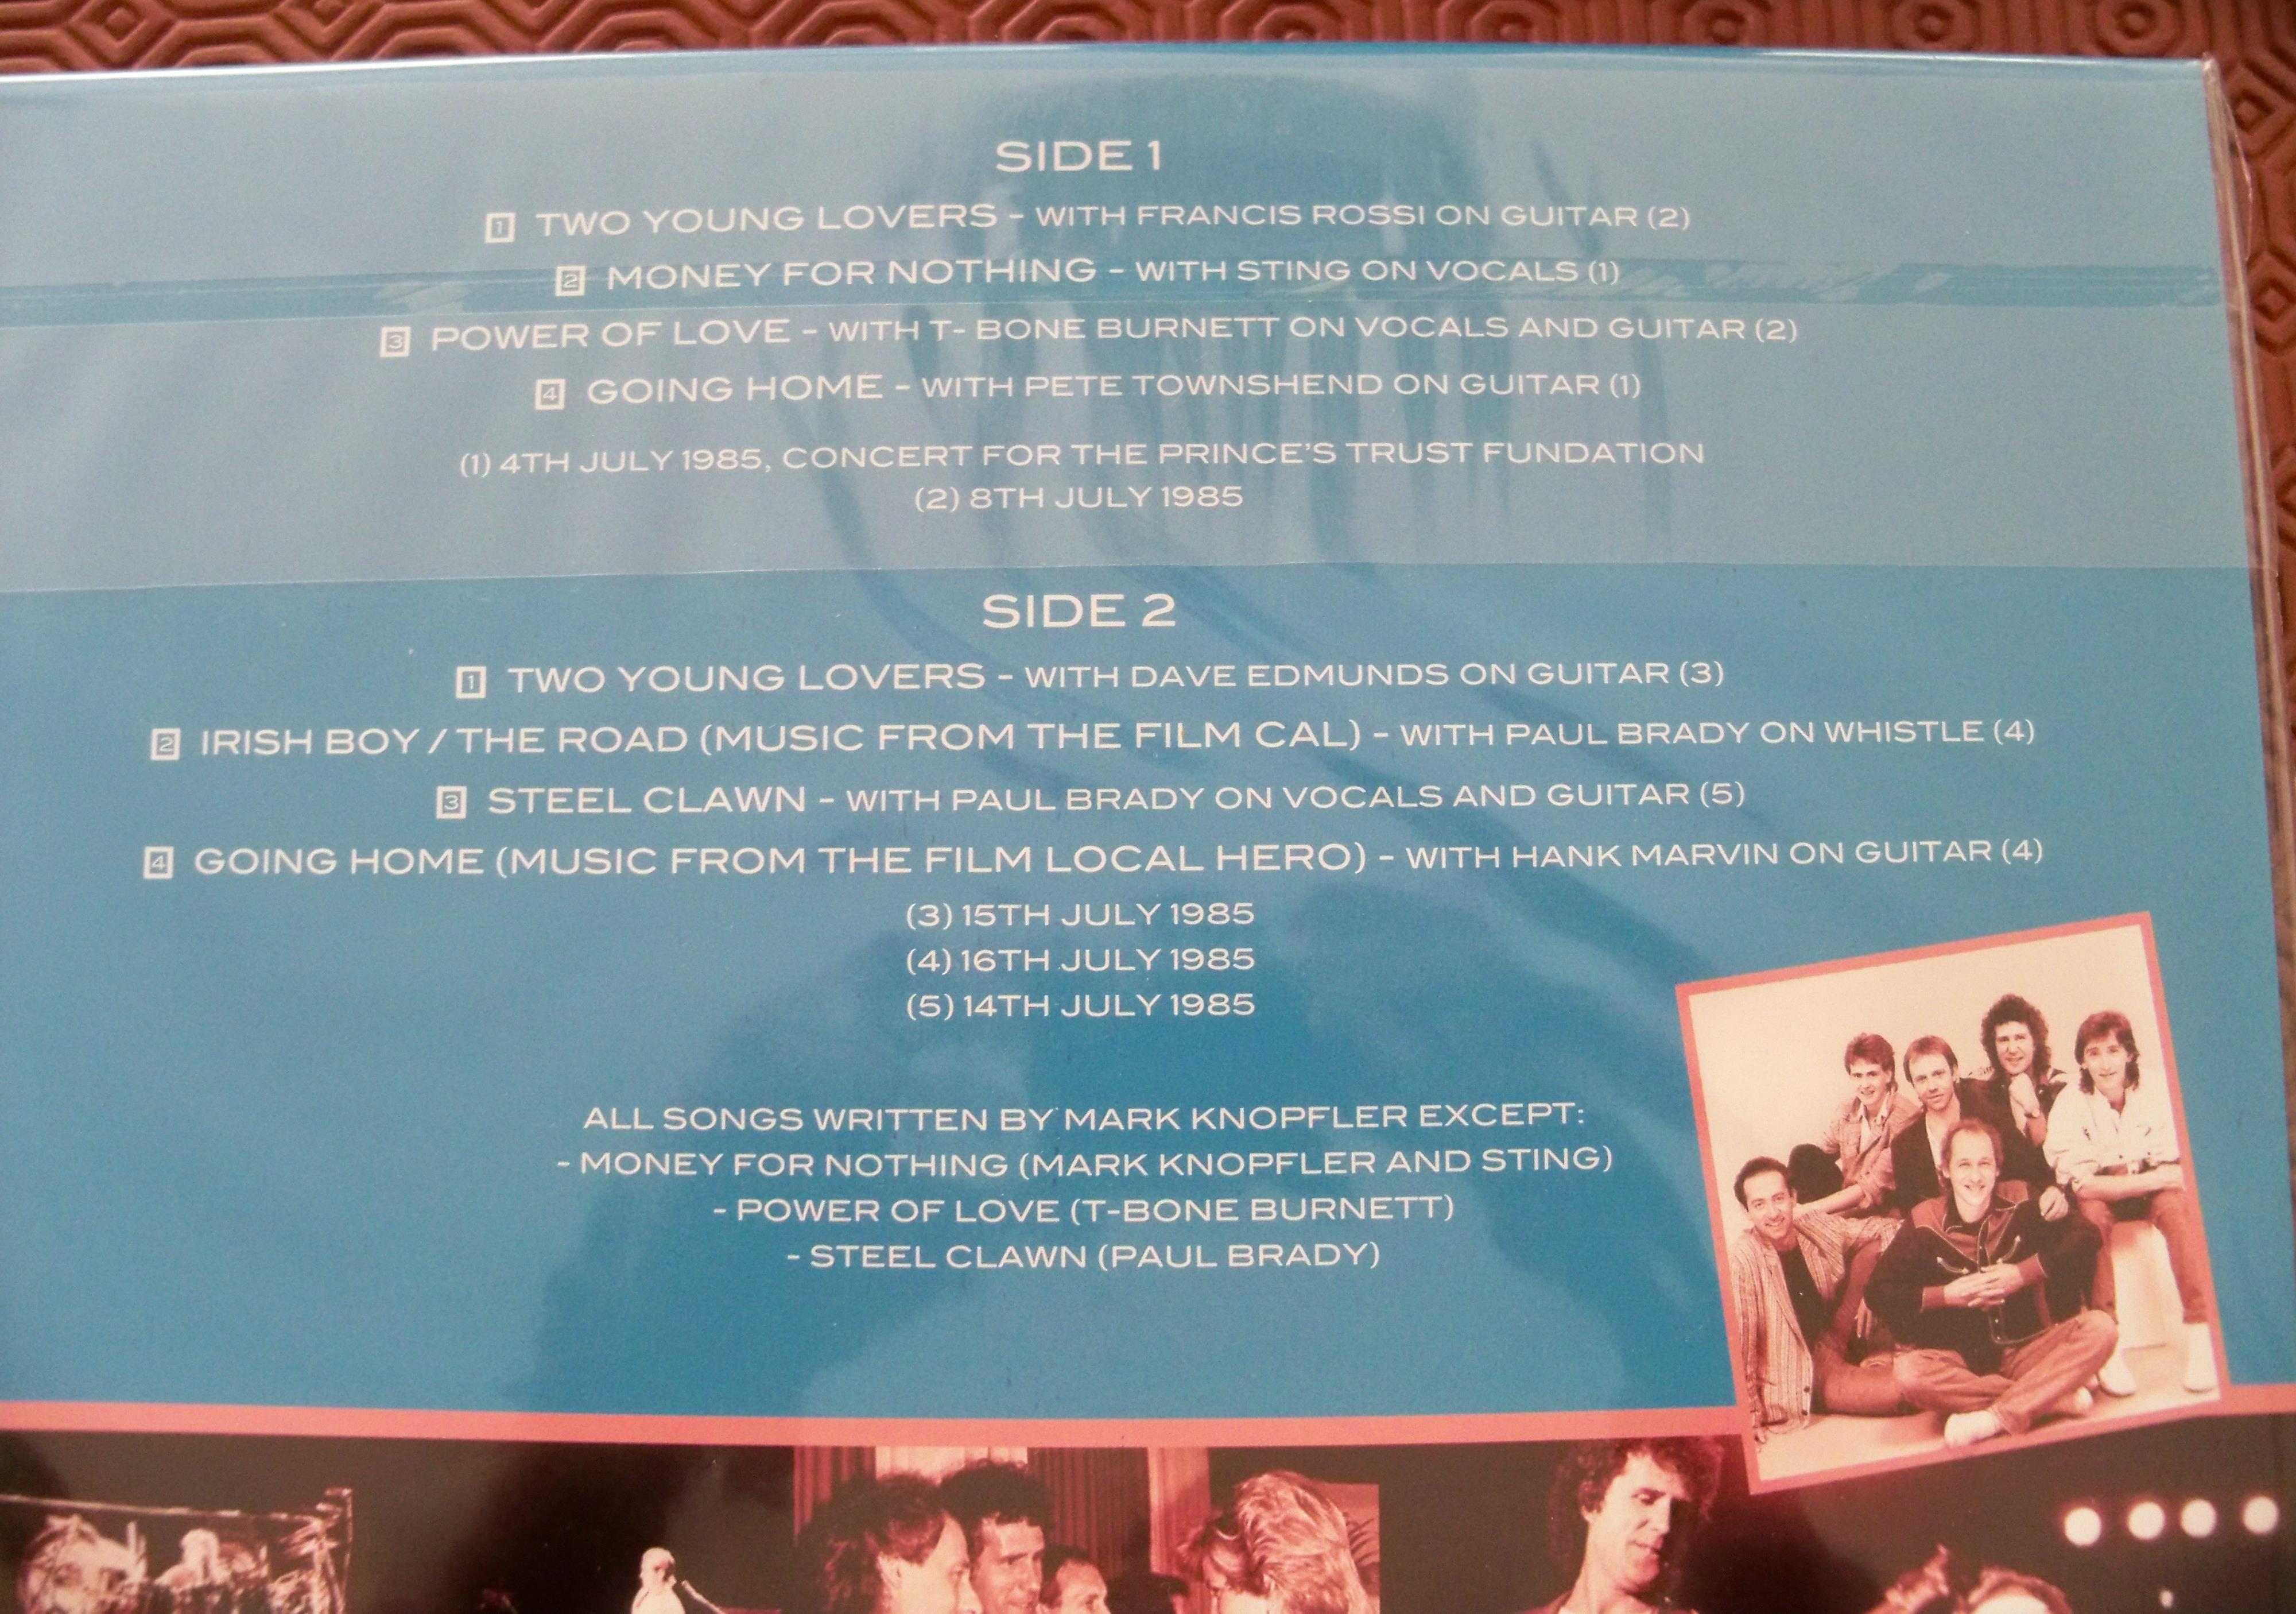 SIDE 1
1 TWO YOUNG LOVERS - WITH FRANCIS ROSSI ON GUITAR (2)
2 MONEY FOR NOTHING - WITH STING ON VOCALS (1)
3 POWER OF LOVE - WITH T- BONE BURNETT ON VOCALS AND GUITAR (2)
4 GOING HOME - WITH PETE TOWNSHEND ON GUITAR (1)
(1) 4TH JULY 1985, CONCERT FOR THE PRINCE'S TRUST FUNDATION
(2) 8TH JULY 1985
SIDE 2
1 TWO YOUNG LOVERS - WITH DAVE EDMUNDS ON GUITAR (3)
2 IRISH BOY / THE ROAD (MUSIC FROM THE FILM CAL) - WITH PAUL BRADY ON WHISTLE (4)
3 STEEL CLAWN - WITH PAUL BRADY ON VOCALS AND GUITAR (5)
4 GOING HOME (MUSIC FROM THE FILM LOCAL HERO) - WITH HANK MARVIN ON GUITAR (4)
(3) 15TH JULY 1985
(4) 16TH JULY 1985
(5) 14TH JULY 1985
ALL SONGS WRITTEN BY MARK KNOPFLER EXCEPT:
- MONEY FOR NOTHING (MARK KNOPFLER AND STING)
- POWER OF LOVE (T-BONE BURNETT)
- STEEL CLAWN (PAUL BRADY)